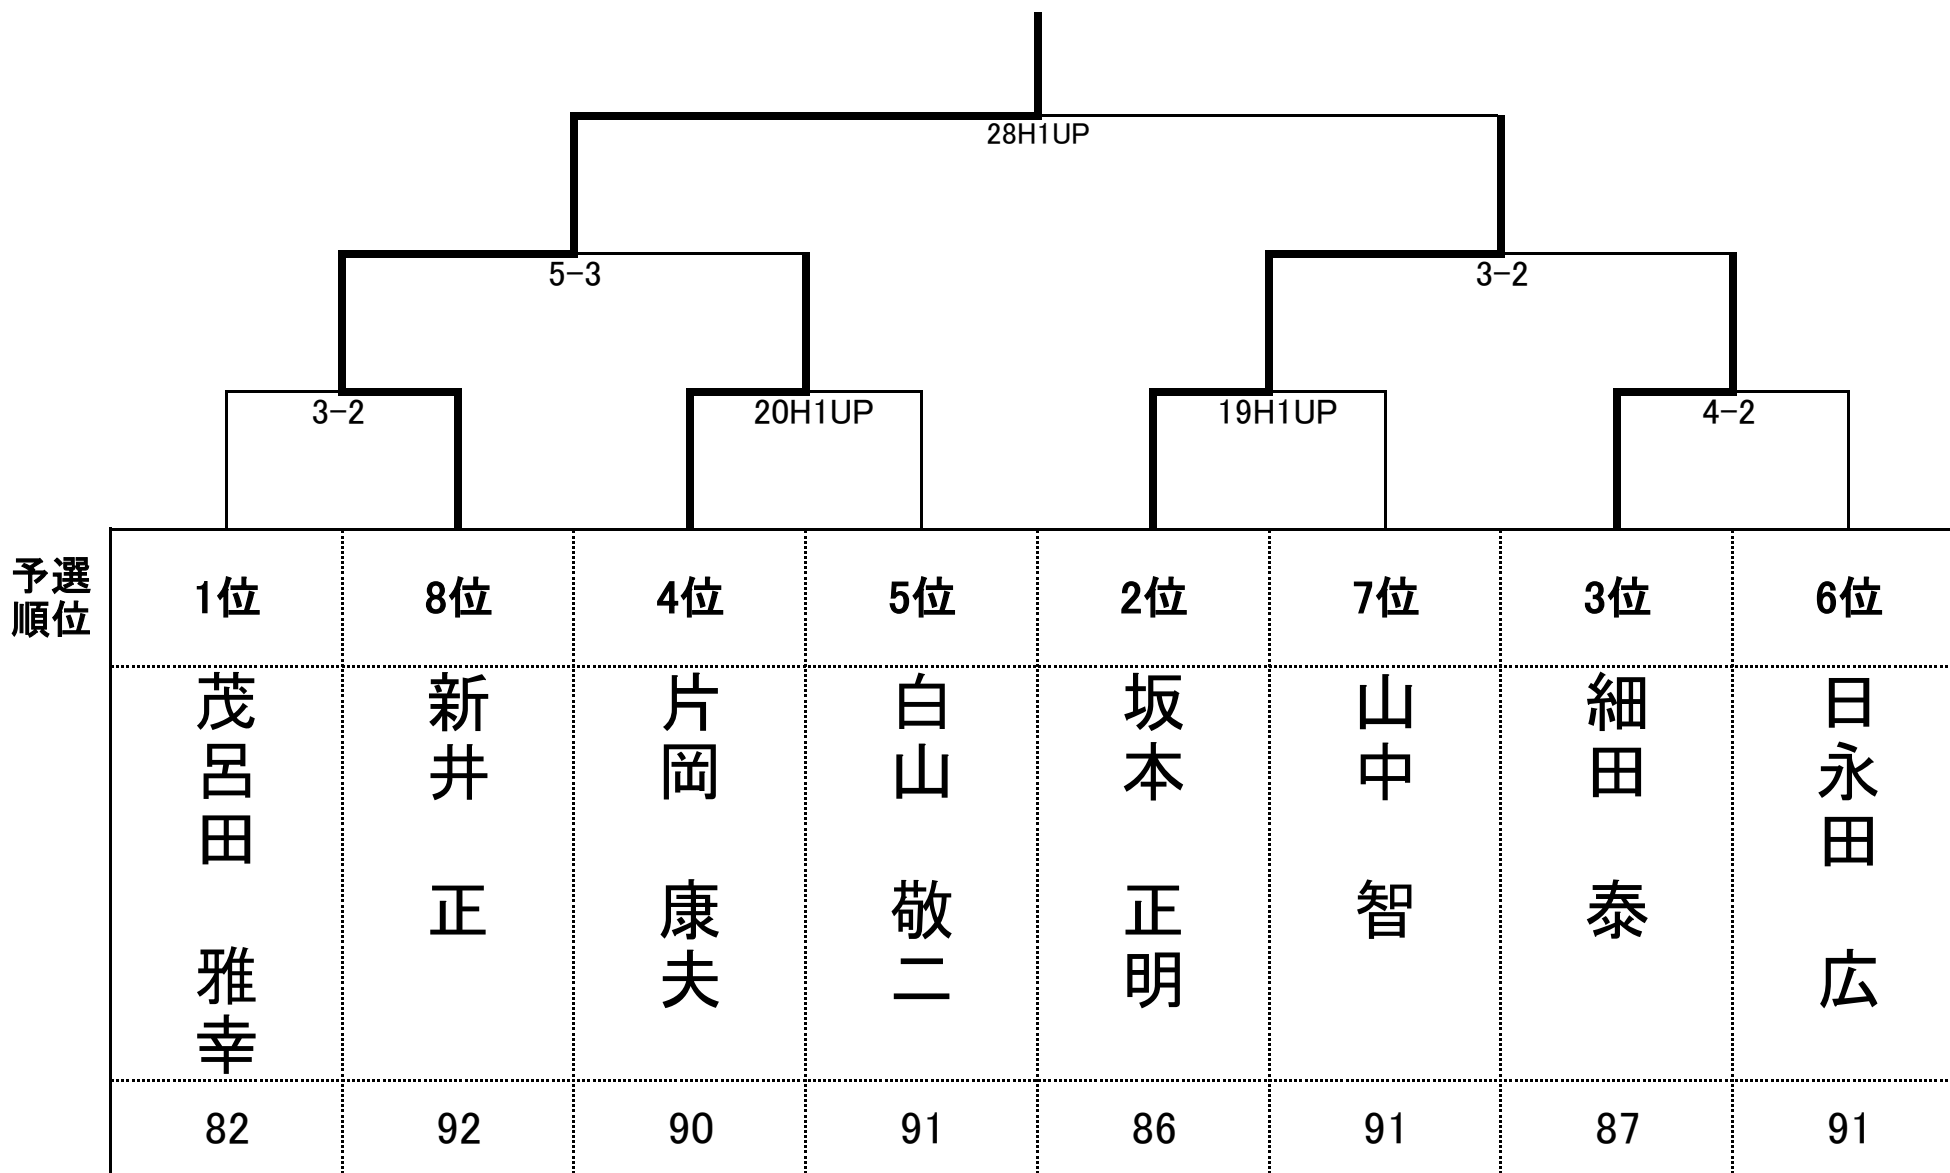 28H1UP
5-3
3-2
3-2
20H1UP
19H1UP
4-2
予選
順位
1位
8位
4位
5位
2位
7位
3位
6位
茂呂田 雅幸
新井 正
片岡 康夫
白山 敬二
坂本 正明
山中 智
細田 泰
日永田 広
82
92
90
91
86
91
87
91